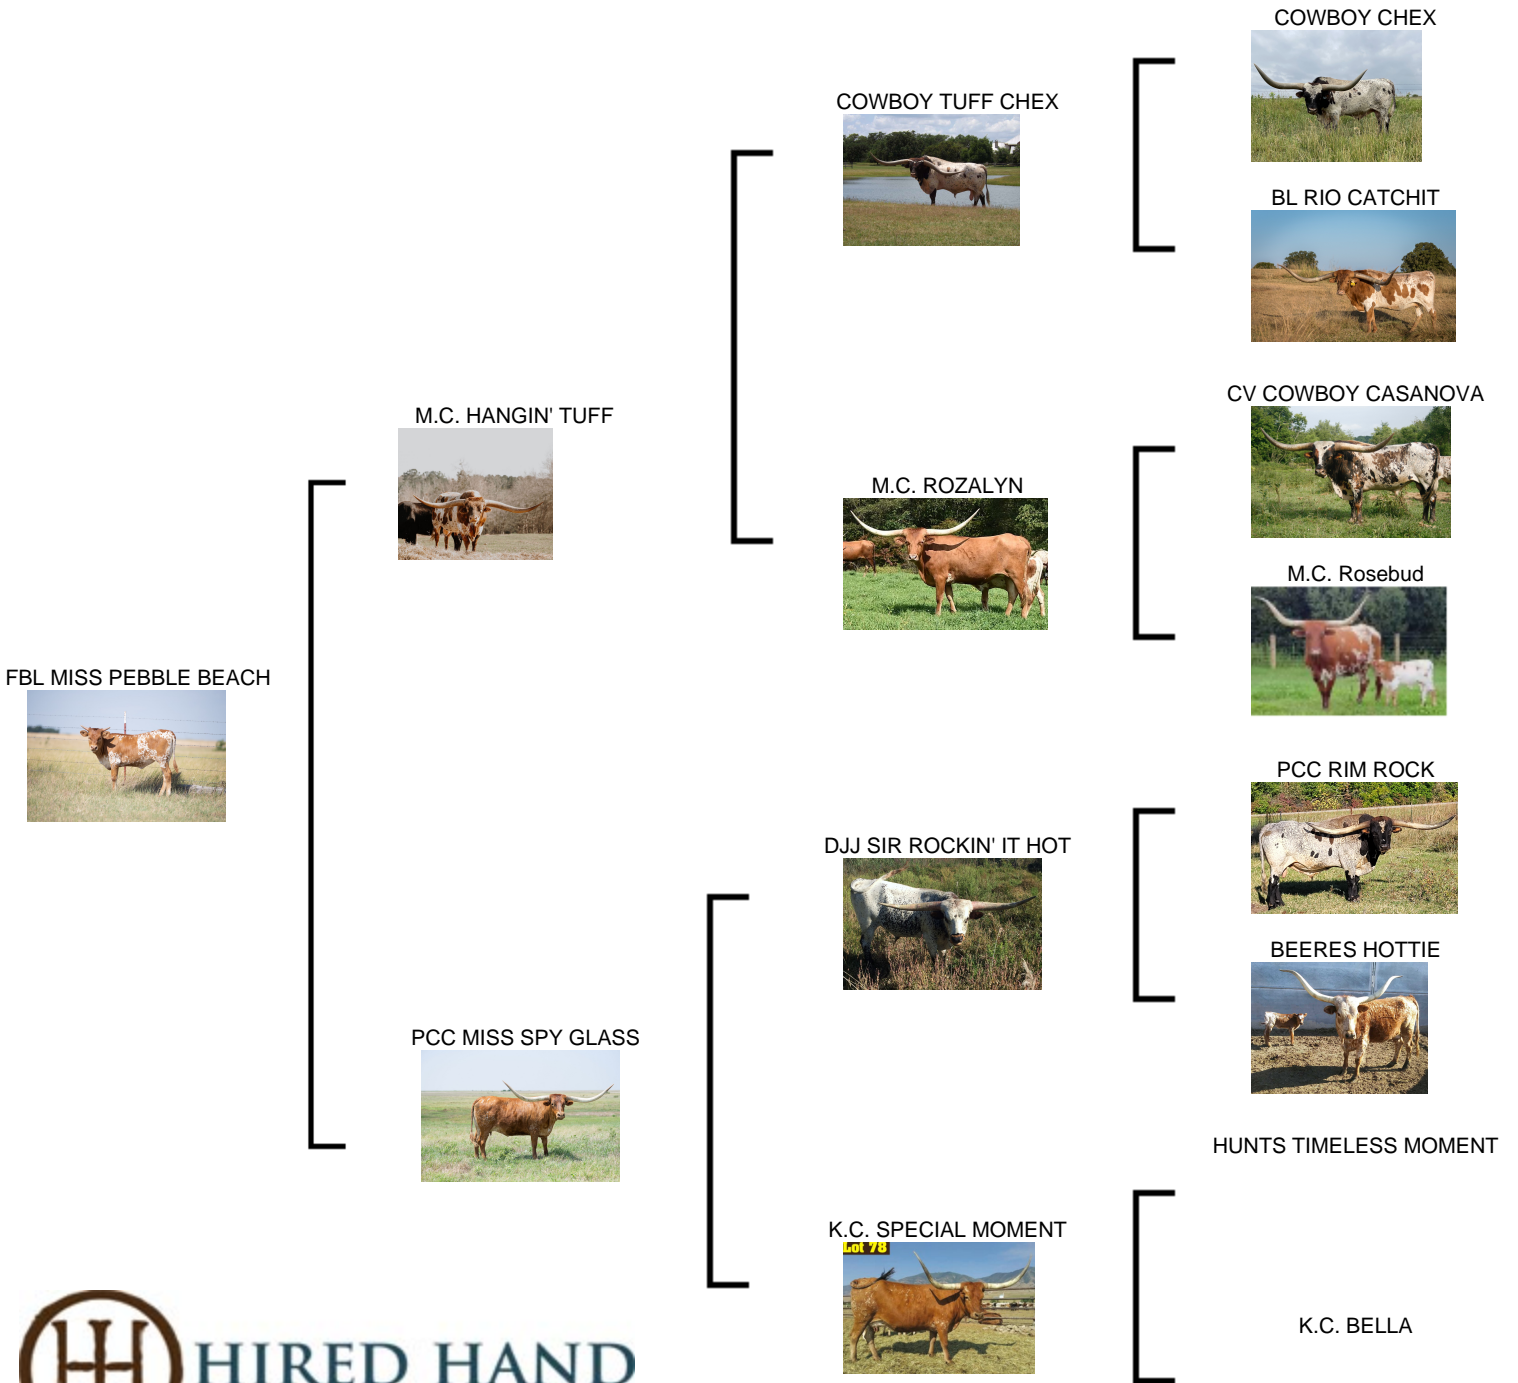 COWBOY CHEX
COWBOY TUFF CHEX
BL RIO CATCHIT
CV COWBOY CASANOVA
M.C. HANGIN' TUFF
M.C. ROZALYN
M.C. Rosebud
FBL MISS PEBBLE BEACH
PCC RIM ROCK
DJJ SIR ROCKIN' IT HOT
BEERES HOTTIE
PCC MISS SPY GLASS
HUNTS TIMELESS MOMENT
K.C. SPECIAL MOMENT
Lot 78
K.C. BELLA
HIRED HAND